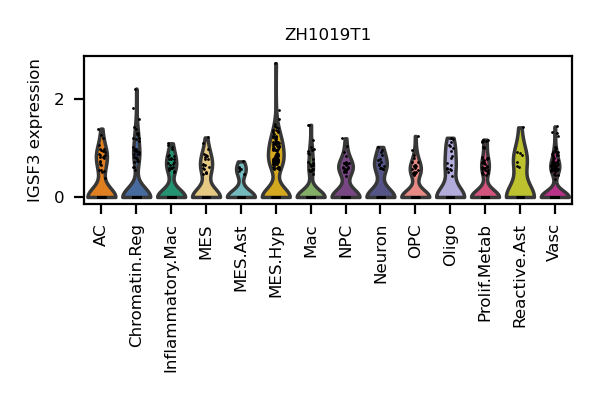 ZH1019T1
IGSF3 expression
2
0
AC
Chromatin.Reg
Inflammatory.Mac
MES
MES.Ast
MES.Hyp
Mac
NPC
Neuron
OPC
Oligo
Prolif.Metab
Reactive.Ast
Vasc